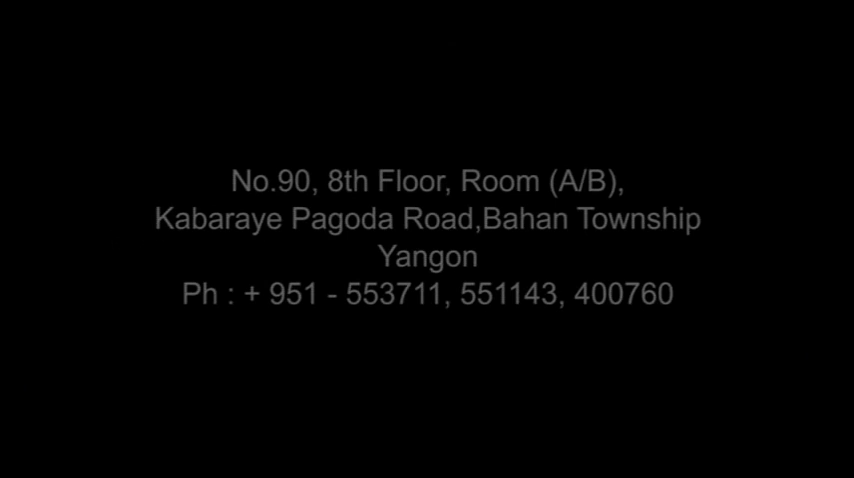 No.90, 8th Floor, Room (A/B),
Kabaraye Pagoda Road,Bahan Township
Yangon
Ph : + 951 - 553711, 551143, 400760